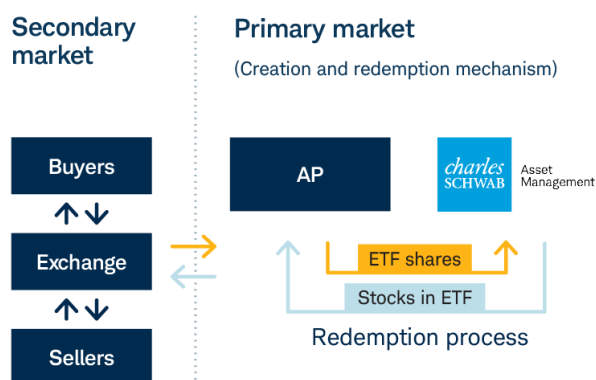 Secondary
market
Primary market
(Creation and redemption mechanism)
Buyers
Exchange
Sellers
AP
charles
SCHWAB
Asset
Management
ETF shares
Stocks in ETF
Redemption process